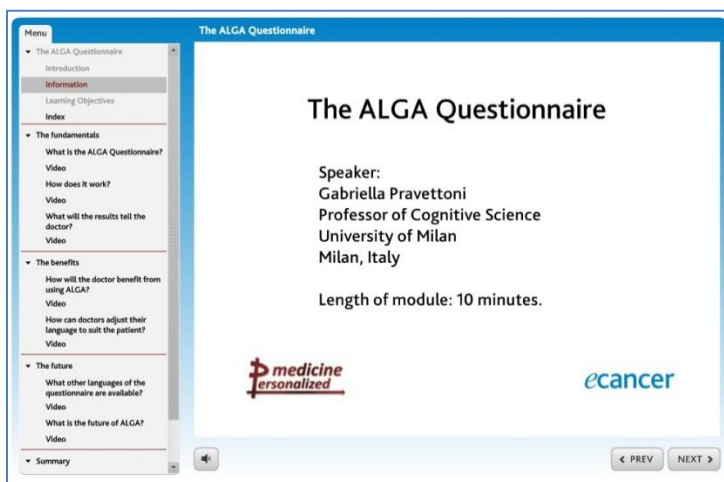 Menu
The ALGA Questionnaire
Introduction
Information
Learning Objectives
Index
The fundamentals
What is the ALGA Questionnaire?
Video
How does it work?
Video
What will the results tell the
doctor?
Video
The benefits
How will the doctor benefit from
using ALGA?
Video
How can doctors adjust their
language to suit the patient?
Video
The future
What other languages of the
questionnaire are available?
Video
What is the future of ALGA?
Video
Summary
The ALGA Questionnaire
The ALGA Questionnaire
Speaker:
Gabriella Pravettoni
Professor of Cognitive Science
University of Milan
Milan, Italy
Length of module: 10 minutes.
medicine
Personalized
ecancer
PREV
NEXT